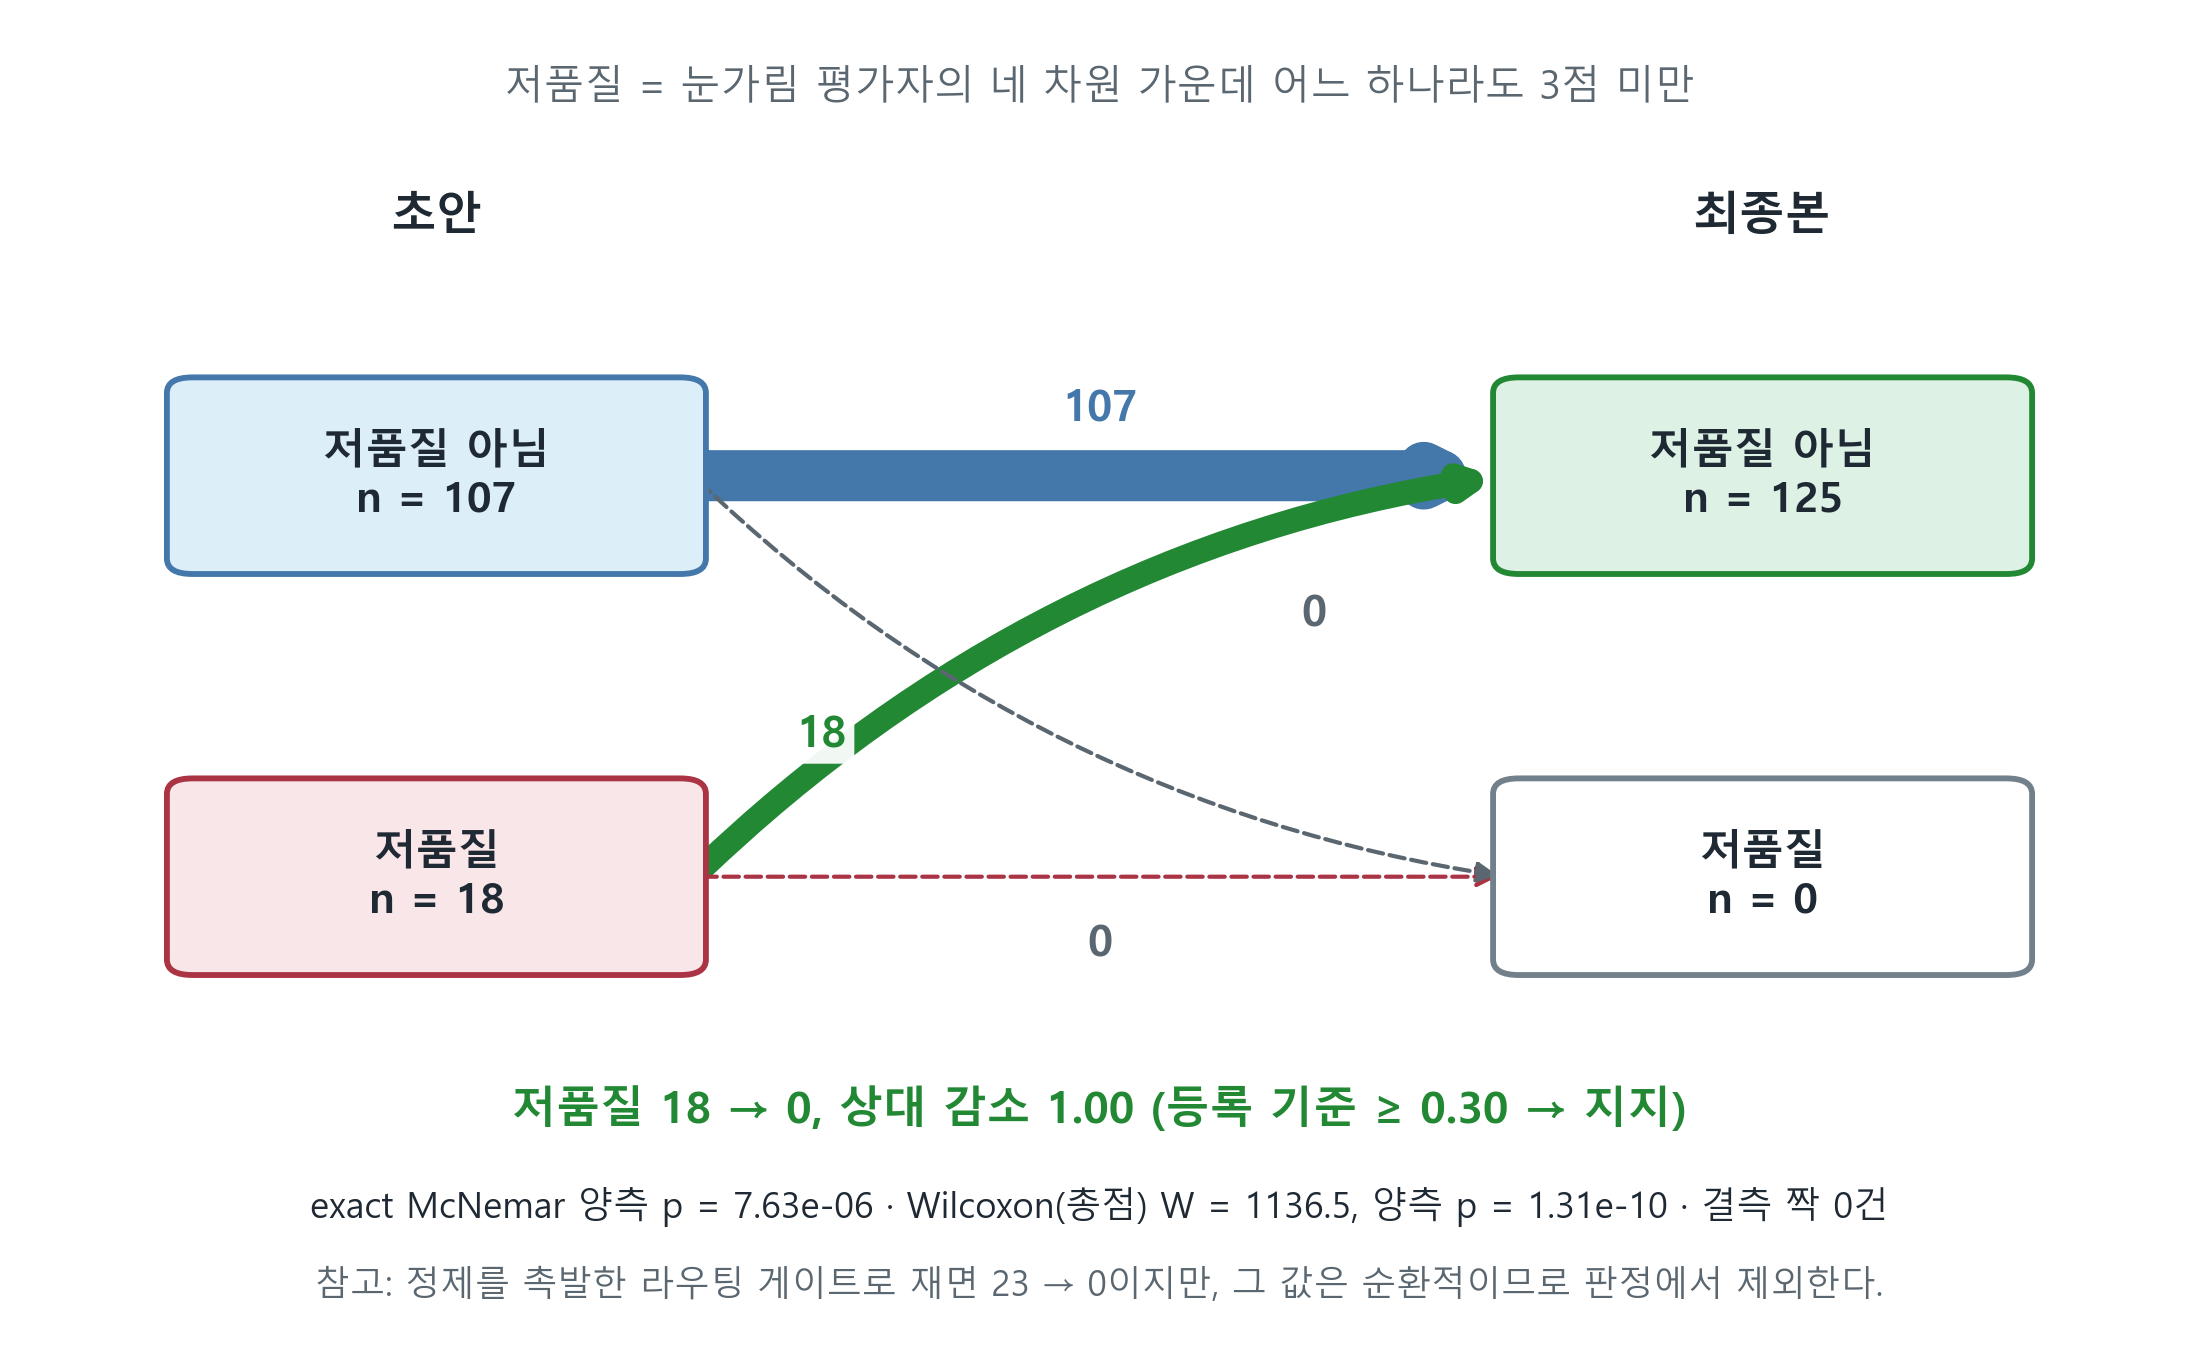 저품질 = 눈가림 평가자의 네 차원 가운데 어느 하나라도 3점 미만
초안
최종본
저품질 아님
n = 107
107
저품질 아님
n = 125
0
18
저품질
n = 18
0
저품질
n = 0
저품질 18 → 0, 상대 감소 1.00 (등록 기준 ≥ 0.30 → 지지)
exact McNemar 양측 p = 7.63e-06 · Wilcoxon(총점) W = 1136.5, 양측 p = 1.31e-10 · 결측 짝 0건
참고: 정제를 촉발한 라우팅 게이트로 재면 23 → 0이지만, 그 값은 순환적이므로 판정에서 제외한다.